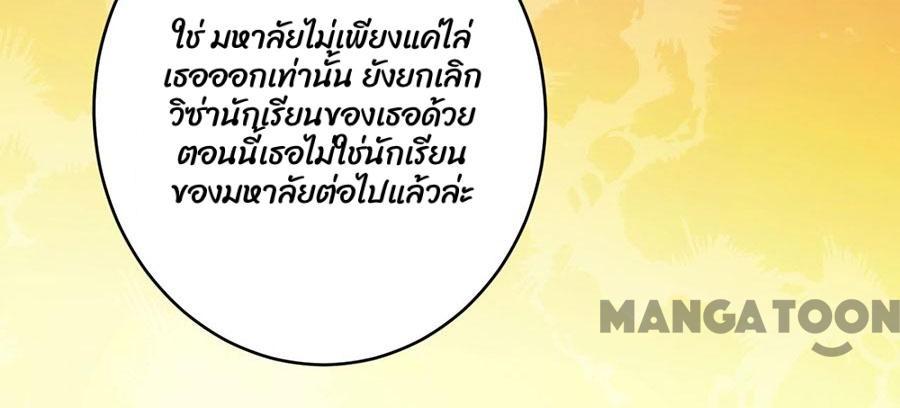 ใช่ มหาลัยไม่เพียงแค่ไล่
เธอออกเท่านั้น ยังยกเลิก
วิซ่านักเรียนของเธอด้วย
ตอนนี้เธอไม่ใช่นักเรียน
ของมหาลัยต่อไปแล้วล่ะ
MANGATOON